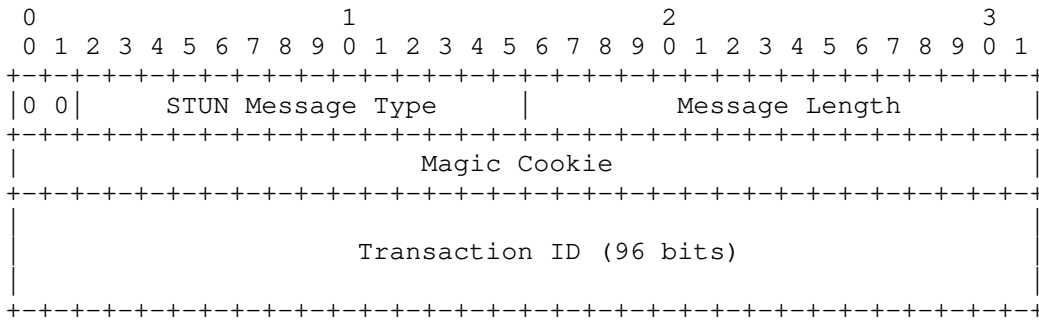 0                   1                   2                   3
 0 1 2 3 4 5 6 7 8 9 0 1 2 3 4 5 6 7 8 9 0 1 2 3 4 5 6 7 8 9 0 1
+-+-+-+-+-+-+-+-+-+-+-+-+-+-+-+-+-+-+-+-+-+-+-+-+-+-+-+-+-+-+-+-+
|0 0|     STUN Message Type     |         Message Length        |
+-+-+-+-+-+-+-+-+-+-+-+-+-+-+-+-+-+-+-+-+-+-+-+-+-+-+-+-+-+-+-+-+
|                         Magic Cookie                          |
+-+-+-+-+-+-+-+-+-+-+-+-+-+-+-+-+-+-+-+-+-+-+-+-+-+-+-+-+-+-+-+-+
|                                                               |
|                     Transaction ID (96 bits)                  |
|                                                               |
+-+-+-+-+-+-+-+-+-+-+-+-+-+-+-+-+-+-+-+-+-+-+-+-+-+-+-+-+-+-+-+-+